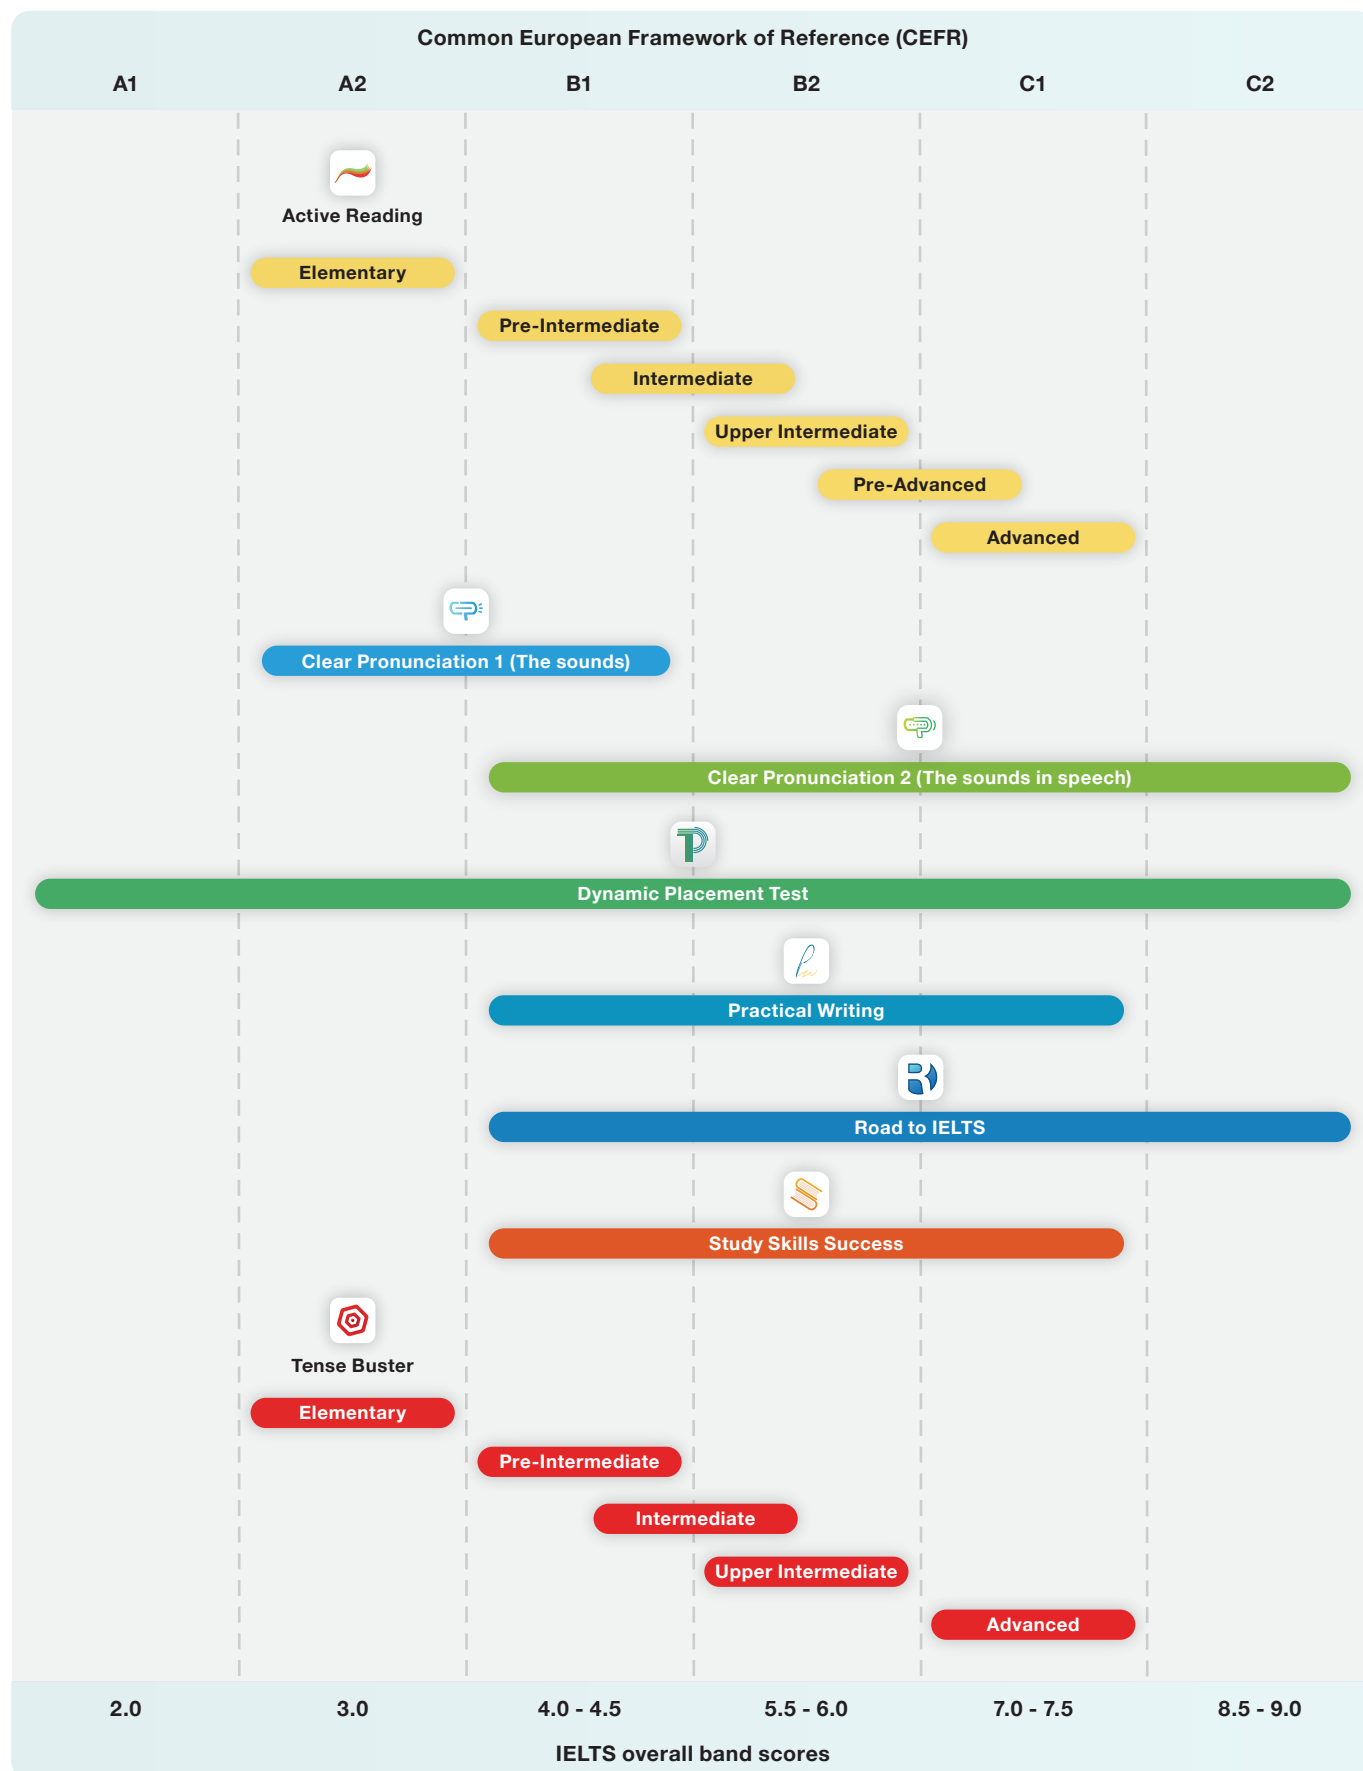 Common European Framework of Reference (CEFR)
A1 A2 B1 B2 C1 C2
Active Reading
Elementary
Pre-Intermediate
Intermediate
Upper Intermediate
Pre-Advanced
Advanced
Clear Pronunciation 1 (The sounds)
Clear Pronunciation 2 (The sounds in speech)
Dynamic Placement Test
Practical Writing
Road to IELTS
Study Skills Success
Tense Buster
Elementary
Pre-Intermediate
Intermediate
Upper Intermediate
Advanced
2.0 3.0 4.0 - 4.5 5.5 - 6.0 7.0 - 7.5 8.5 - 9.0
IELTS overall band scores